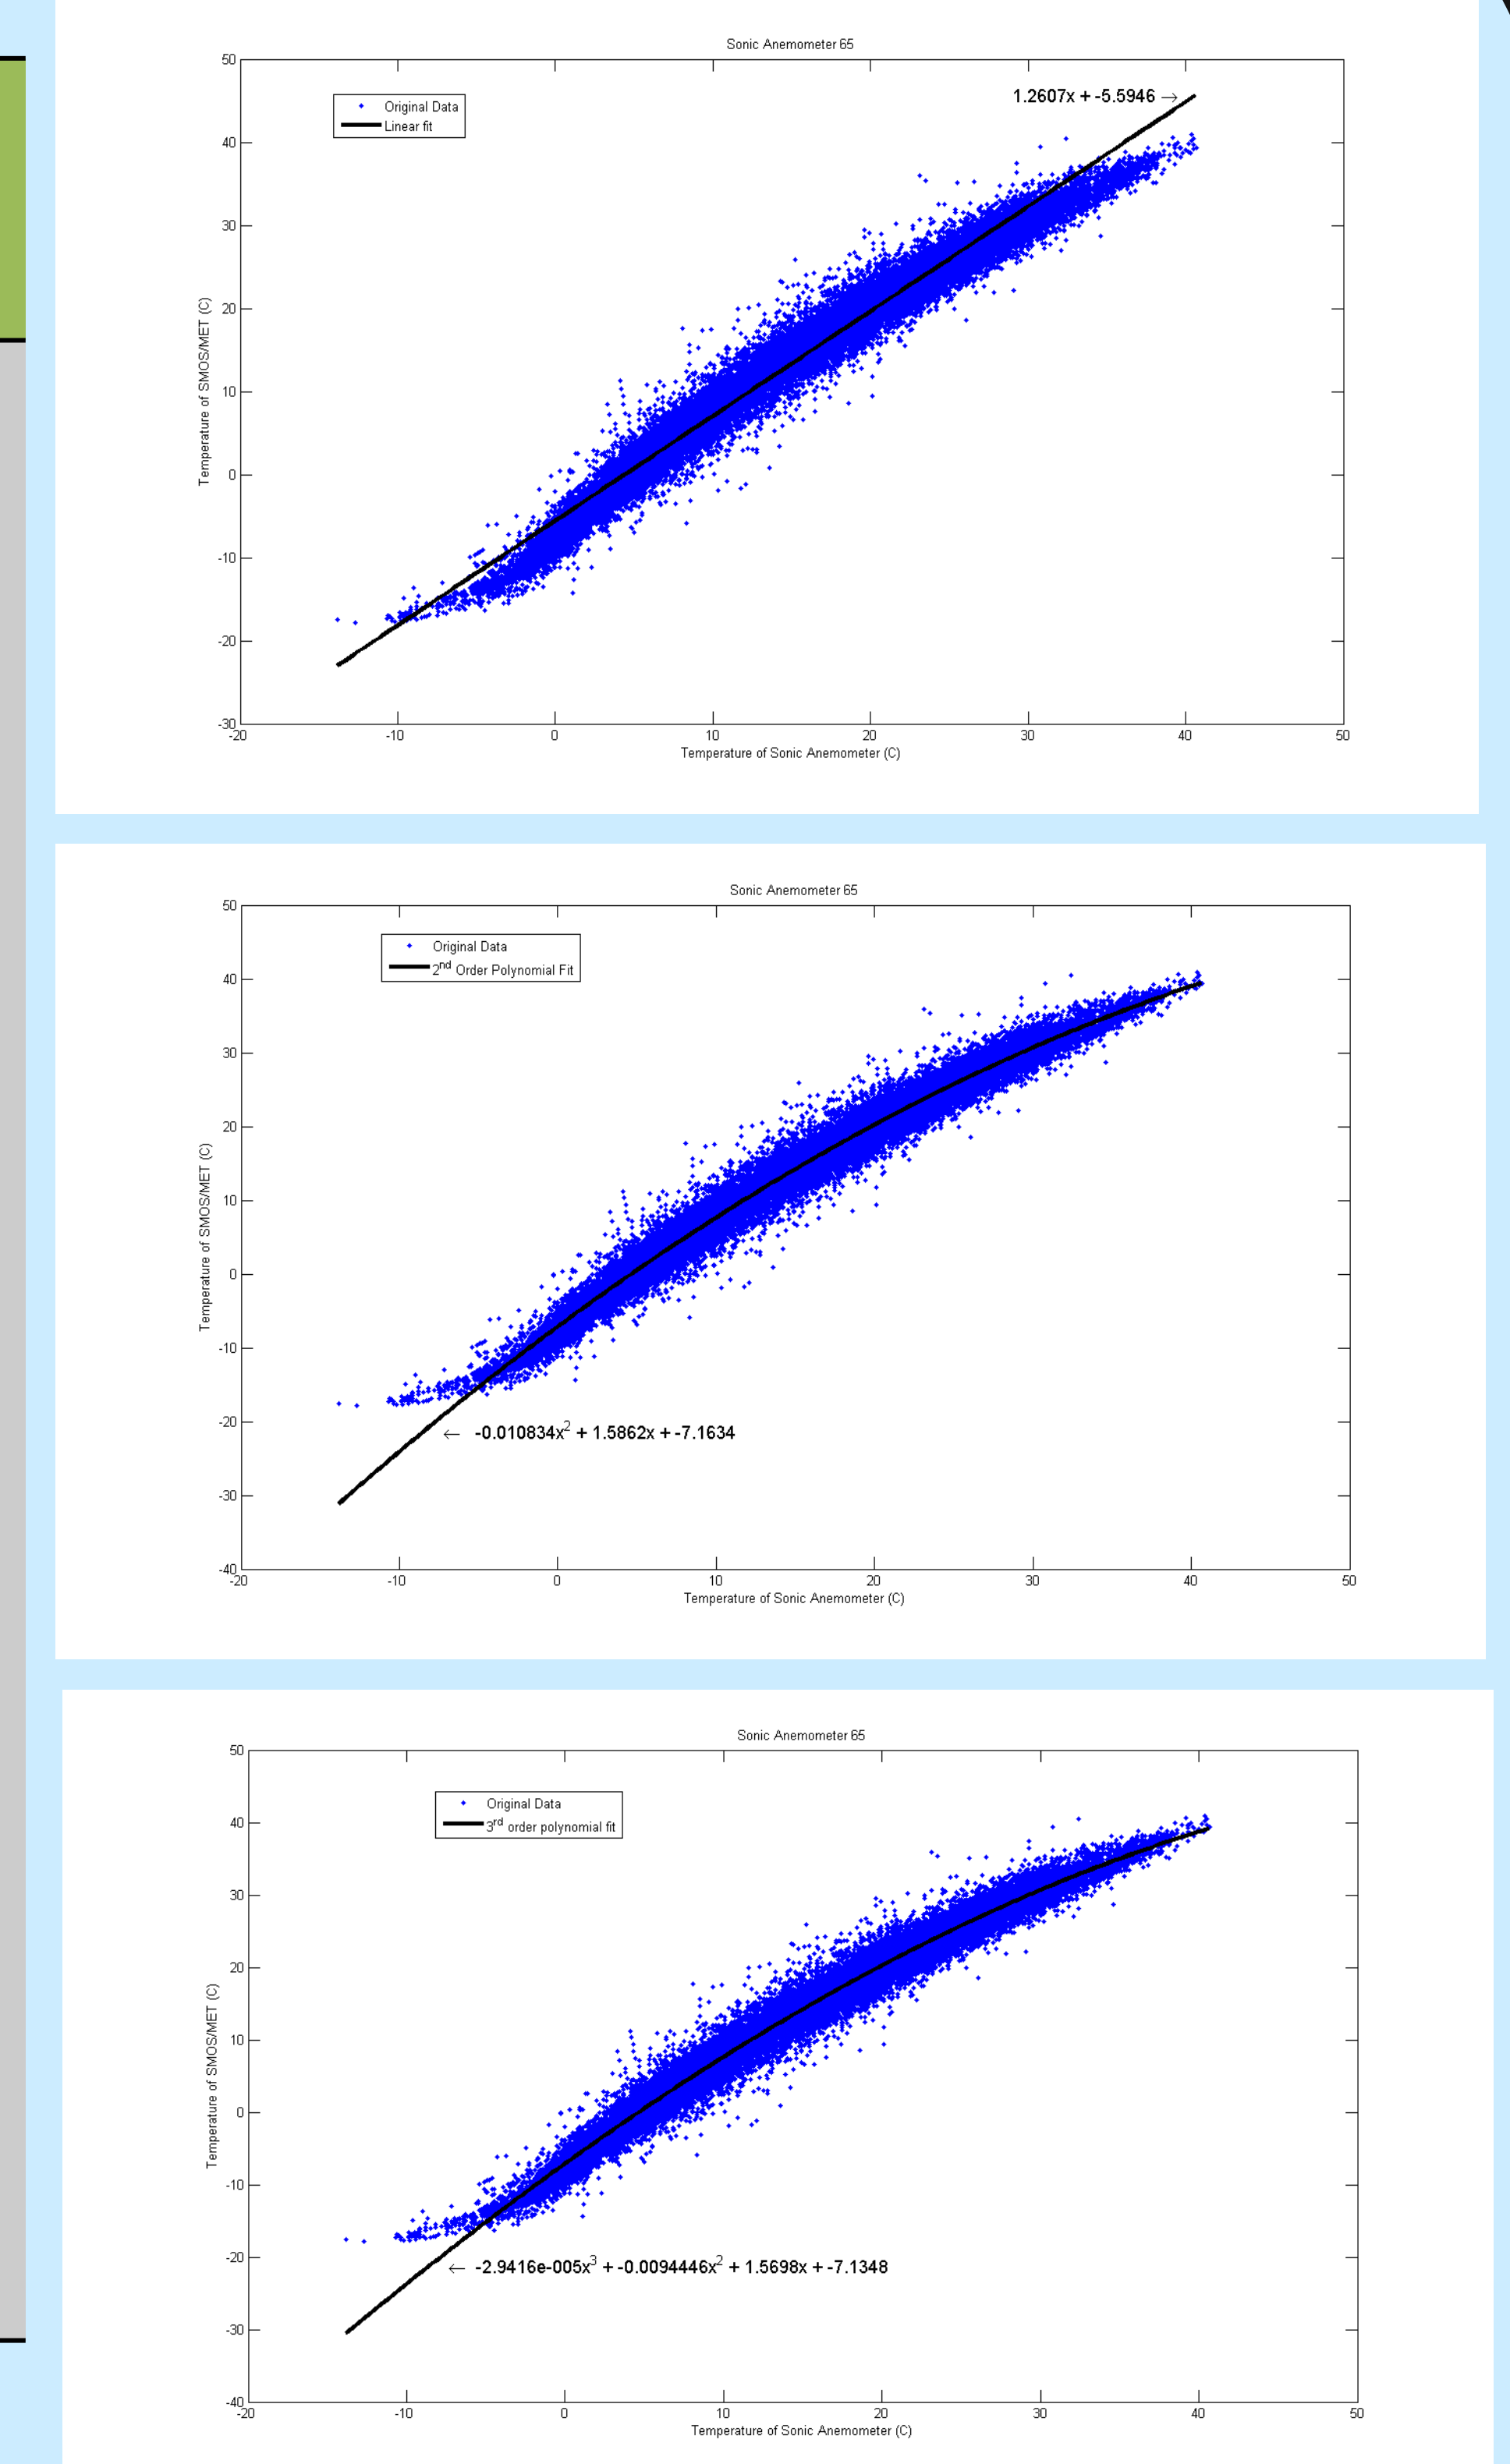 Sonic Anemometer 65
50
40
30
20
10
0
-10
-20
-30
Temperature of SMOS/MET (C)
Original Data
Linear fit
1.2607x + -5.5946 →
-20 -10 0 10 20 30 40 50
Temperature of Sonic Anemometer (C)
Sonic Anemometer 65
50
40
30
20
10
0
-10
-20
-30
-40
Temperature of SMOS/MET (C)
Original Data
2nd Order Polynomial Fit
← -0.010834x2 + 1.5862x + -7.1634
-20 -10 0 10 20 30 40 50
Temperature of Sonic Anemometer (C)
Sonic Anemometer 65
50
40
30
20
10
0
-10
-20
-30
-40
Temperature of SMOS/MET (C)
Original Data
3rd order polynomial fit
← -2.9416e-005x3 + -0.0094446x2 + 1.5698x + -7.1348
-20 -10 0 10 20 30 40 50
Temperature of Sonic Anemometer (C)